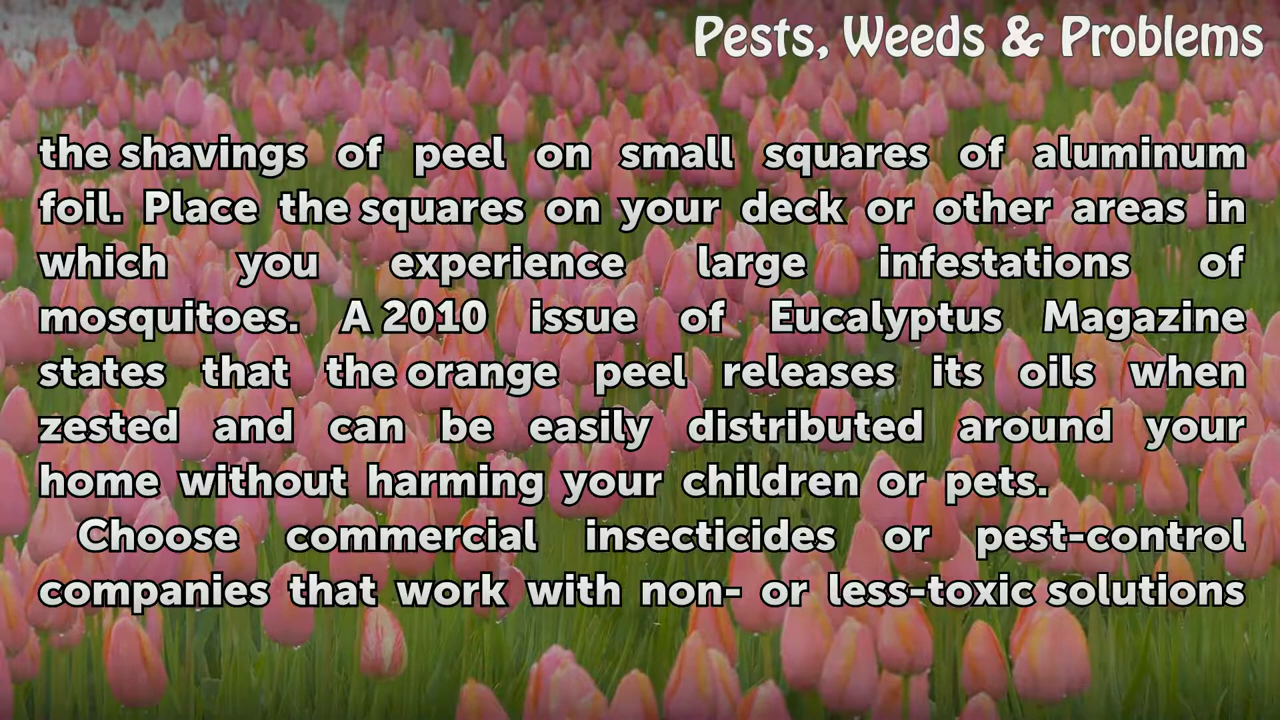 Pests, Weeds & Problems
the shavings of peel on small squares of aluminum
foil. Place the squares on your deck or other areas in
which you experience large infestations of
mosquitoes. A 2010 issue of Eucalyptus Magazine
states that the orange peel releases its oils when
zested and can be easily distributed around your
home without harming your children or pets.
Choose commercial insecticides or pest-control
companies that work with non- or less-toxic solutions